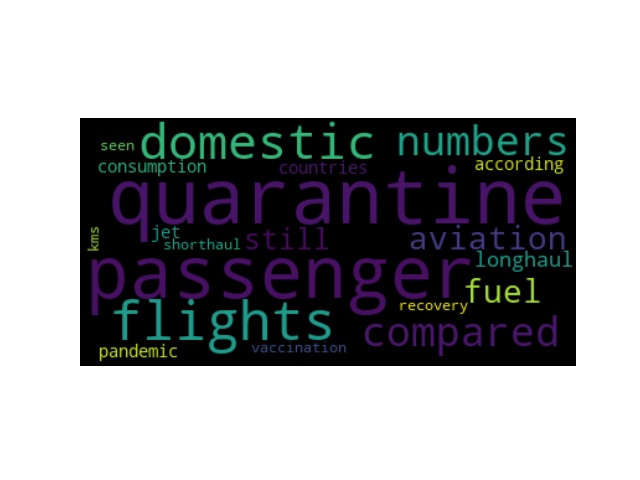 domestic numbers
seen
consumption countries according
quarantine
kms jet still aviation
shorthaul longhaul
passenger
fuel
flights recovery
compared
pandemic vaccination